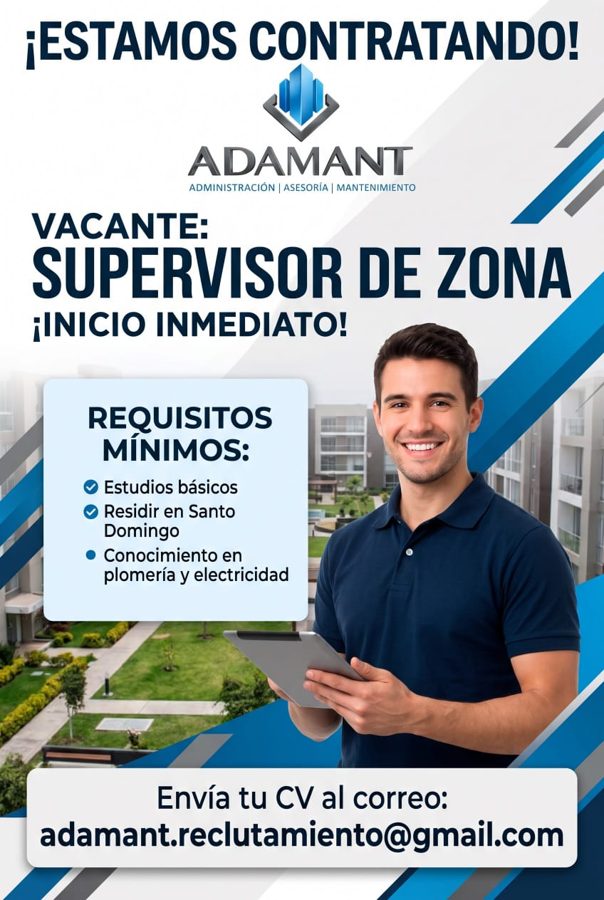 ¡ESTAMOS CONTRATANDO!
ADAMANT
ADMINISTRACIÓN | ASESORÍA | MANTENIMIENTO
VACANTE:
SUPERVISOR DE ZONA
¡INICIO INMEDIATO!
REQUISITOS
MÍNIMOS:
Estudios básicos
Residir en Santo
Domingo
Conocimiento en
plomería y electricidad
Envía tu CV al correo:
adamant.reclutamiento@gmail.com